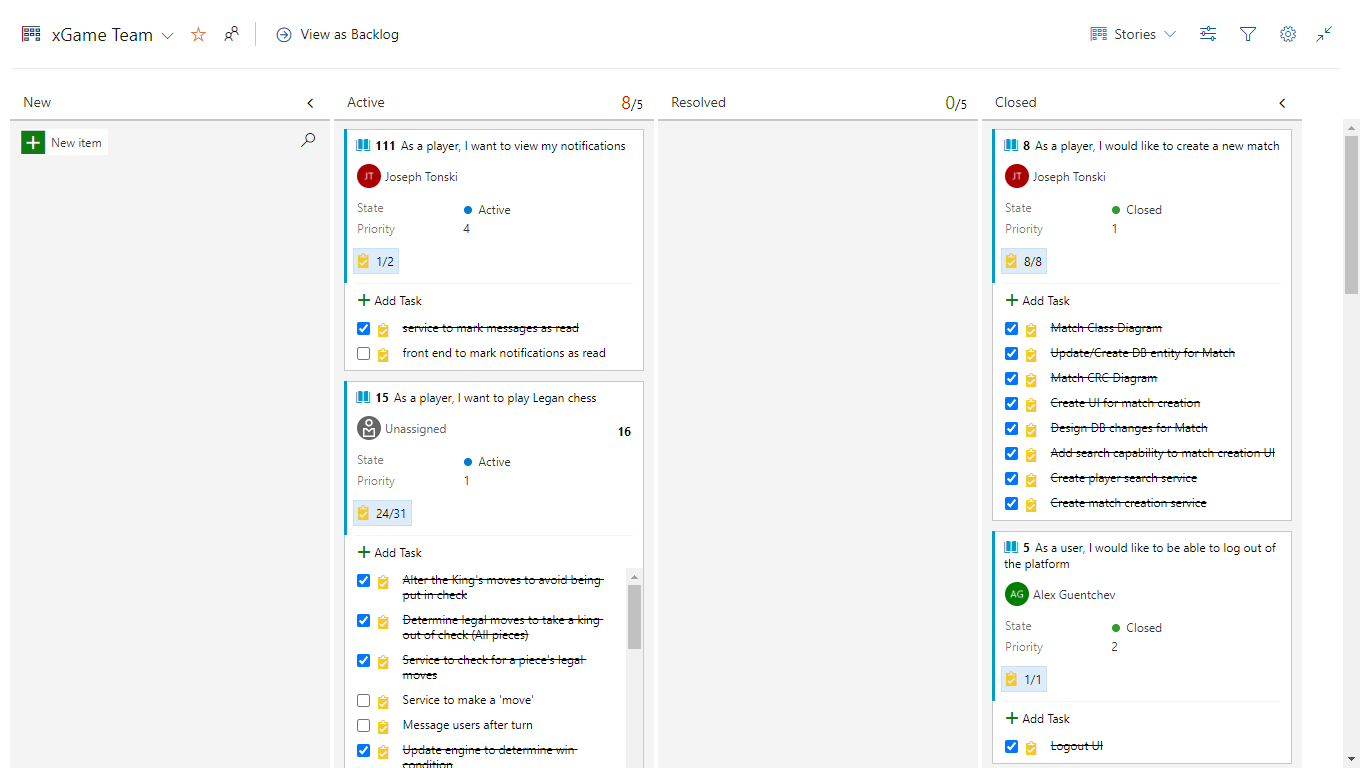 xGame Team
View as Backlog
Stories
New
New item
Active
8/5
111 As a player, I want to view my notifications
JT Joseph Tonski
State Active
Priority 4
1/2
Add Task
service to mark messages as read
front end to mark notifications as read
15 As a player, I want to play Legan chess
Unassigned 16
State Active
Priority 1
24/31
Add Task
Alter the King's moves to avoid being
put in check
Determine legal moves to take a king
out of check (All pieces)
Service to check for a piece's legal
moves
Service to make a 'move'
Message users after turn
Update engine to determine win
condition
Resolved
0/5
Closed
8 As a player, I would like to create a new match
JT Joseph Tonski
State Closed
Priority 1
8/8
Add Task
Match Class Diagram
Update/Create DB entity for Match
Match CRC Diagram
Create UI for match creation
Design DB changes for Match
Add search capability to match creation UI
Create player search service
Create match creation service
5 As a user, I would like to be able to log out of
the platform
AG Alex Guentchev
State Closed
Priority 2
1/1
Add Task
Logout UI